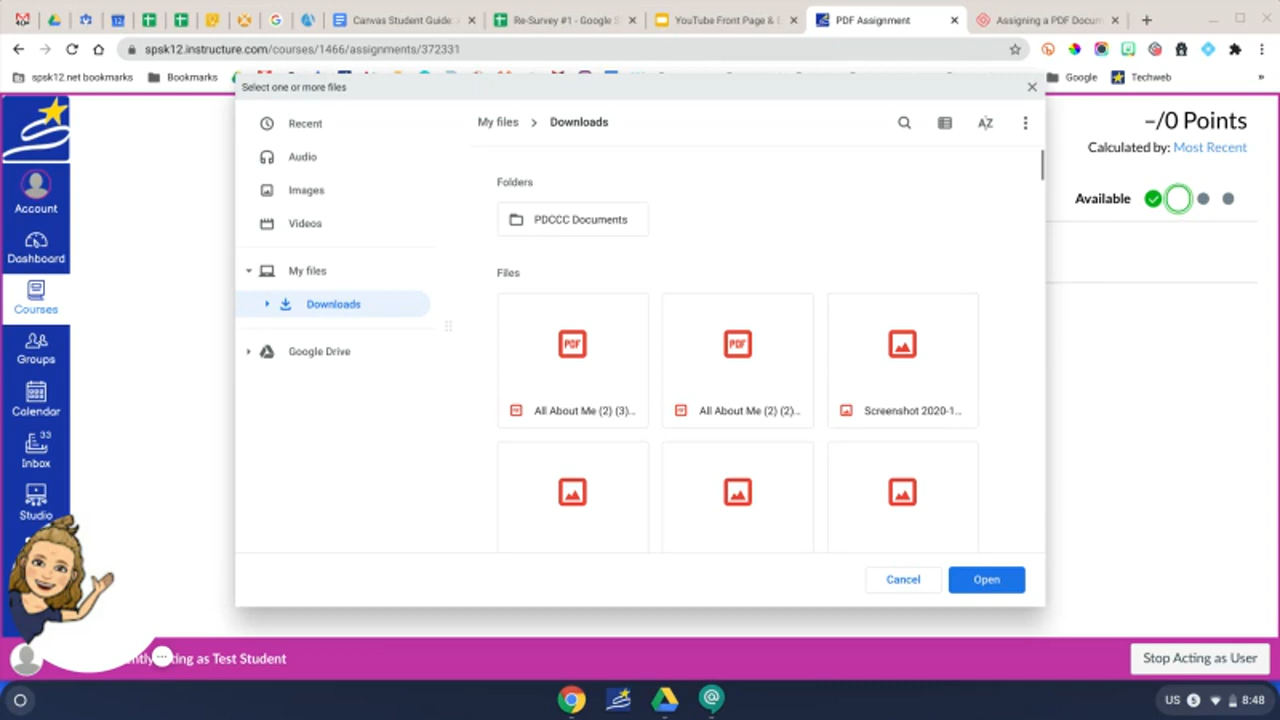 Canvas Student Guide:
Re-Survey #1 - Google S
YouTube Front Page & E
PDF Assignment
Assigning a PDF Docum
spsk12.instructure.com/courses/1466/assignments/372331
spsk12.net bookmarks
Bookmarks
Google
Techweb
Select one or more files
Recent
Audio
Images
Videos
My files
Downloads
Google Drive
My files > Downloads
AZ
Folders
PDCCC Documents
Files
PDF
PDF
All About Me (2) (3)...
All About Me (2) (2)...
Screenshot 2020-1...
Cancel
Open
–/0 Points
Calculated by: Most Recent
Available
Account
Dashboard
Courses
Groups
Calendar
33
Inbox
Studio
as Test Student
Stop Acting as User
US 5 8:48